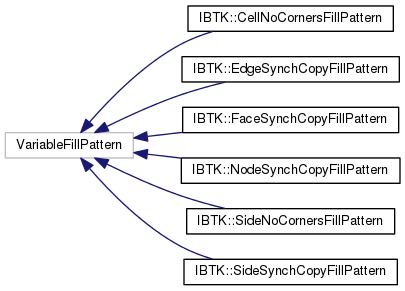 IBTK::CellNoCornersFillPattern
IBTK::EdgeSynchCopyFillPattern
IBTK::FaceSynchCopyFillPattern
VariableFillPattern
IBTK::NodeSynchCopyFillPattern
IBTK::SideNoCornersFillPattern
IBTK::SideSynchCopyFillPattern